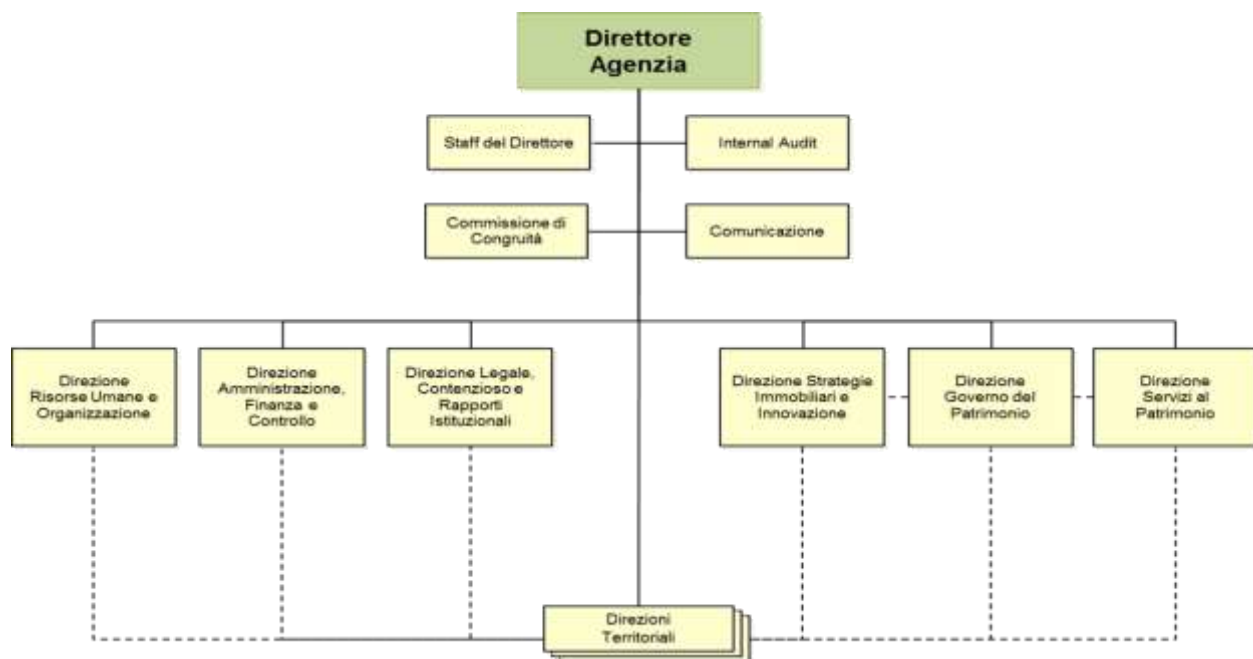 Direttore
Agenzia
Staff del Direttore
Internal Audit
Commissione di
Congruità
Comunicazione
Direzione
Risorse Umane e
Organizzazione
Direzione
Amministrazione,
Finanza e
Controllo
Direzione Legale,
Contenzioso e
Rapporti
Istituzionali
Direzione Strategie
Immobiliari e
Innovazione
Direzione
Governo del
Patrimonio
Direzione
Servizi al
Patrimonio
Direzioni
Territoriali